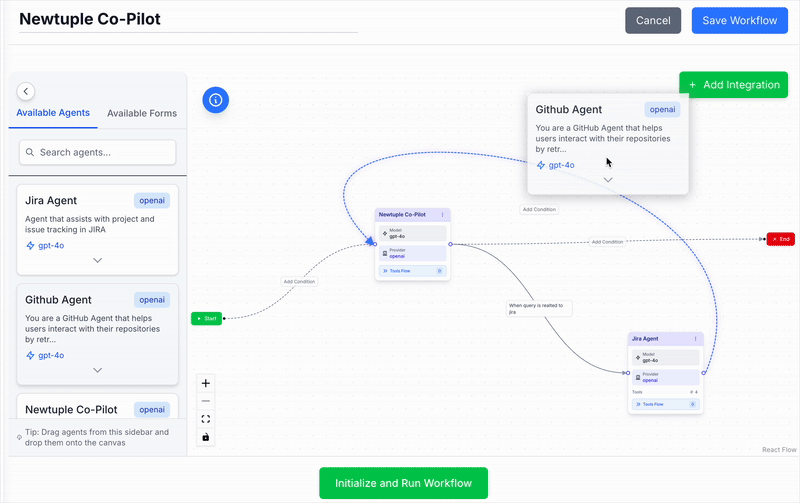 Newtuple Co-Pilot
Cancel
Save Workflow
Available Agents
Available Forms
Search agents...
Jira Agent
openai
Agent that assists with project and
issue tracking in JIRA
gpt-4o
Github Agent
openai
You are a GitHub Agent that helps
users interact with their repositories
by retr...
gpt-4o
Newtuple Co-Pilot
openai
Tip: Drag agents from this sidebar and
drop them onto the canvas
+ Add Integration
Github Agent
openai
You are a GitHub Agent that helps
users interact with their repositories
by retr...
gpt-4o
Add Condition
Newtuple Co-Pilot
Model
gpt-4o
Provider
openai
Tools Flow
0
Add Condition
End
Add Condition
Start
When query is realted to
jira
Jira Agent
Model
gpt-4o
Provider
openai
Tools
4
Tools Flow
0
React Flow
Initialize and Run Workflow